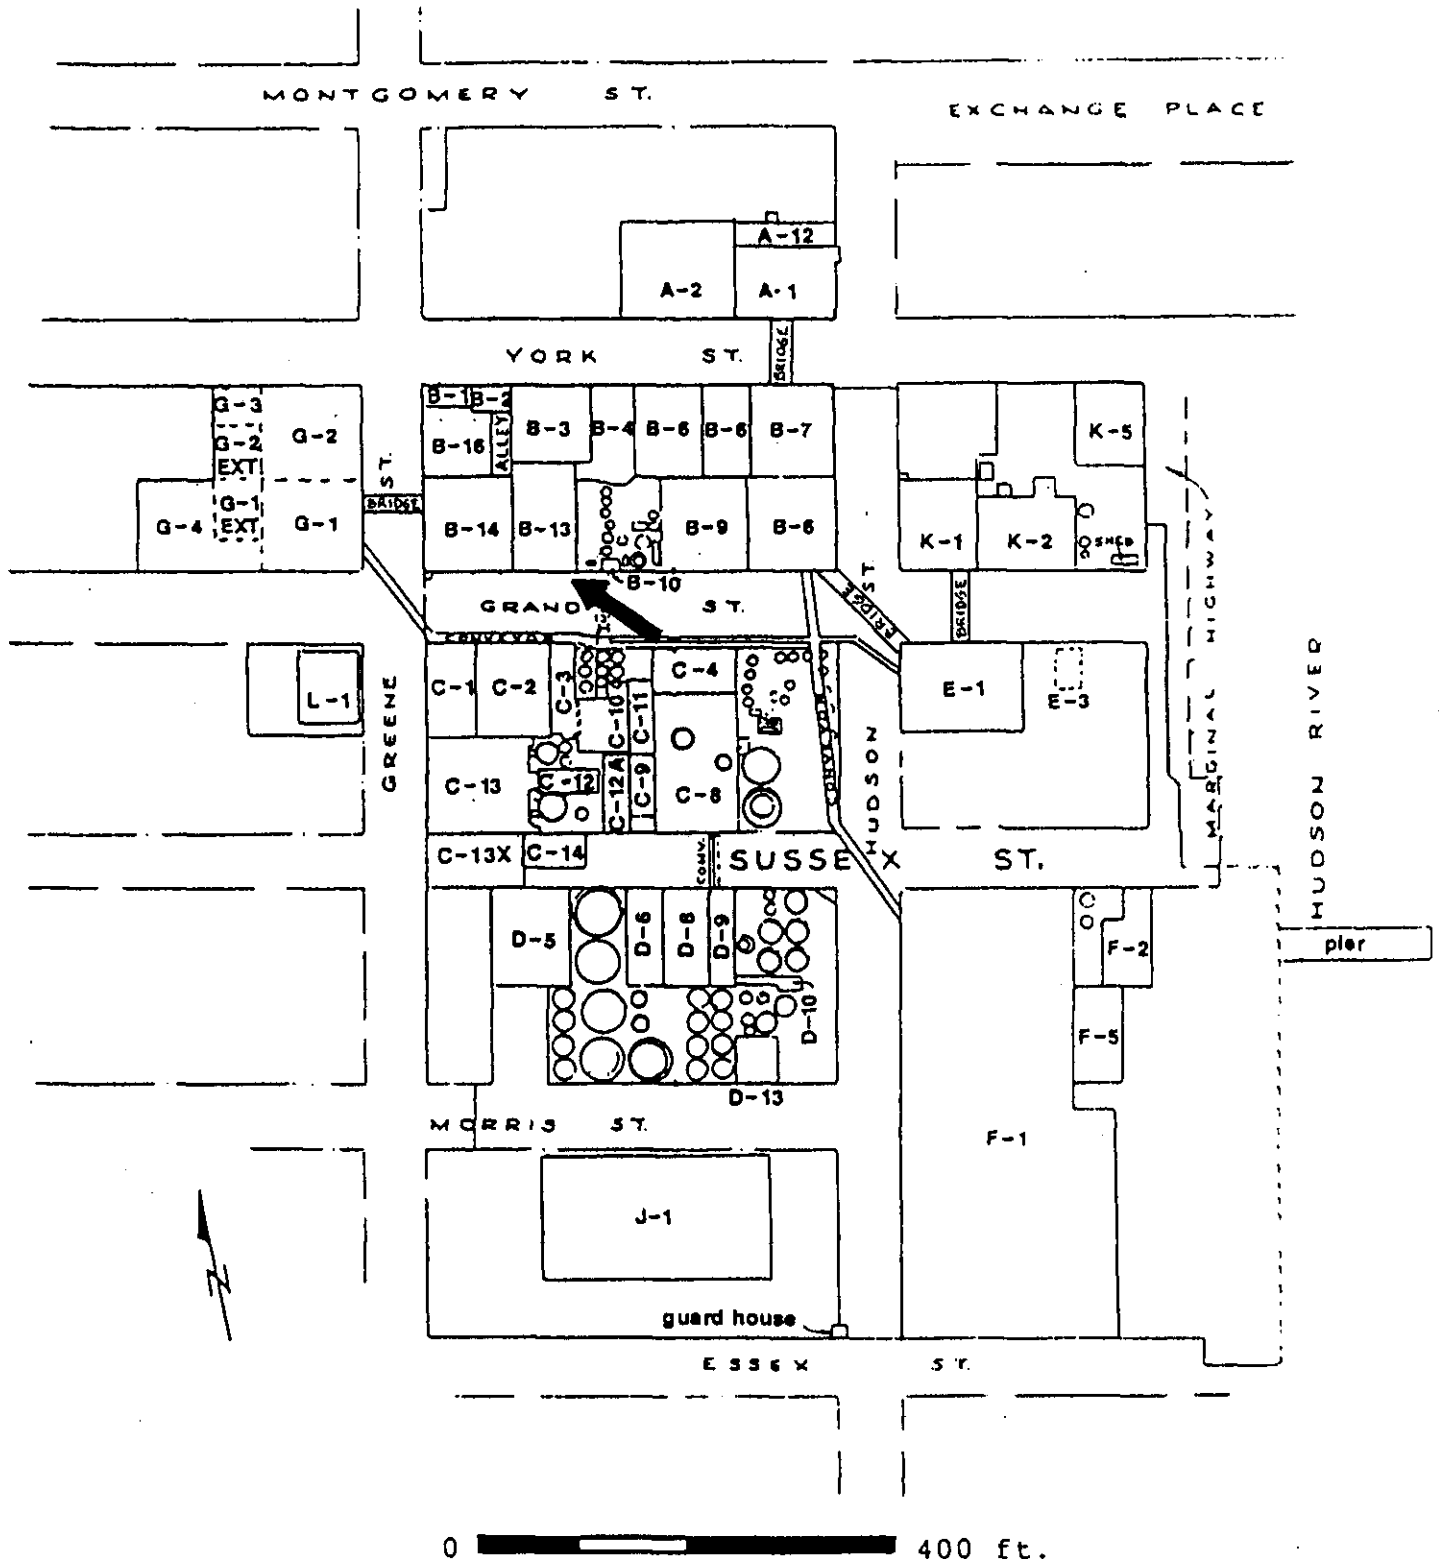 MONTGOMERY ST.
EXCHANGE PLACE
A-12
A-2
A-1
YORK ST.
BRIDGE
B-1
B-2
G-3
G-2
EXT
G-2
ST.
B-16
ALLEY
B-3
B-4
B-6
B-6
B-7
K-5
G-4
G-1
EXT
G-1
BRIDGE
B-14
B-13
B-9
B-6
K-1
K-2
SHED
B-10
GRAND ST.
BRIDGE
ST.
BRIDGE
MARGINAL HIGHWAY
HUDSON RIVER
CONVEYOR
L-1
GREENE
C-1
C-2
C-3
C-10
C-11
C-4
E-1
E-3
HUDSON
C-13
C-12
C-12A
C-9
C-8
C-13X
C-14
CONV.
SUSSEX ST.
D-5
D-6
D-8
D-9
F-2
pier
D-10
F-5
D-13
MORRIS ST.
F-1
J-1
guard house
ESSEX ST.
0 400 ft.